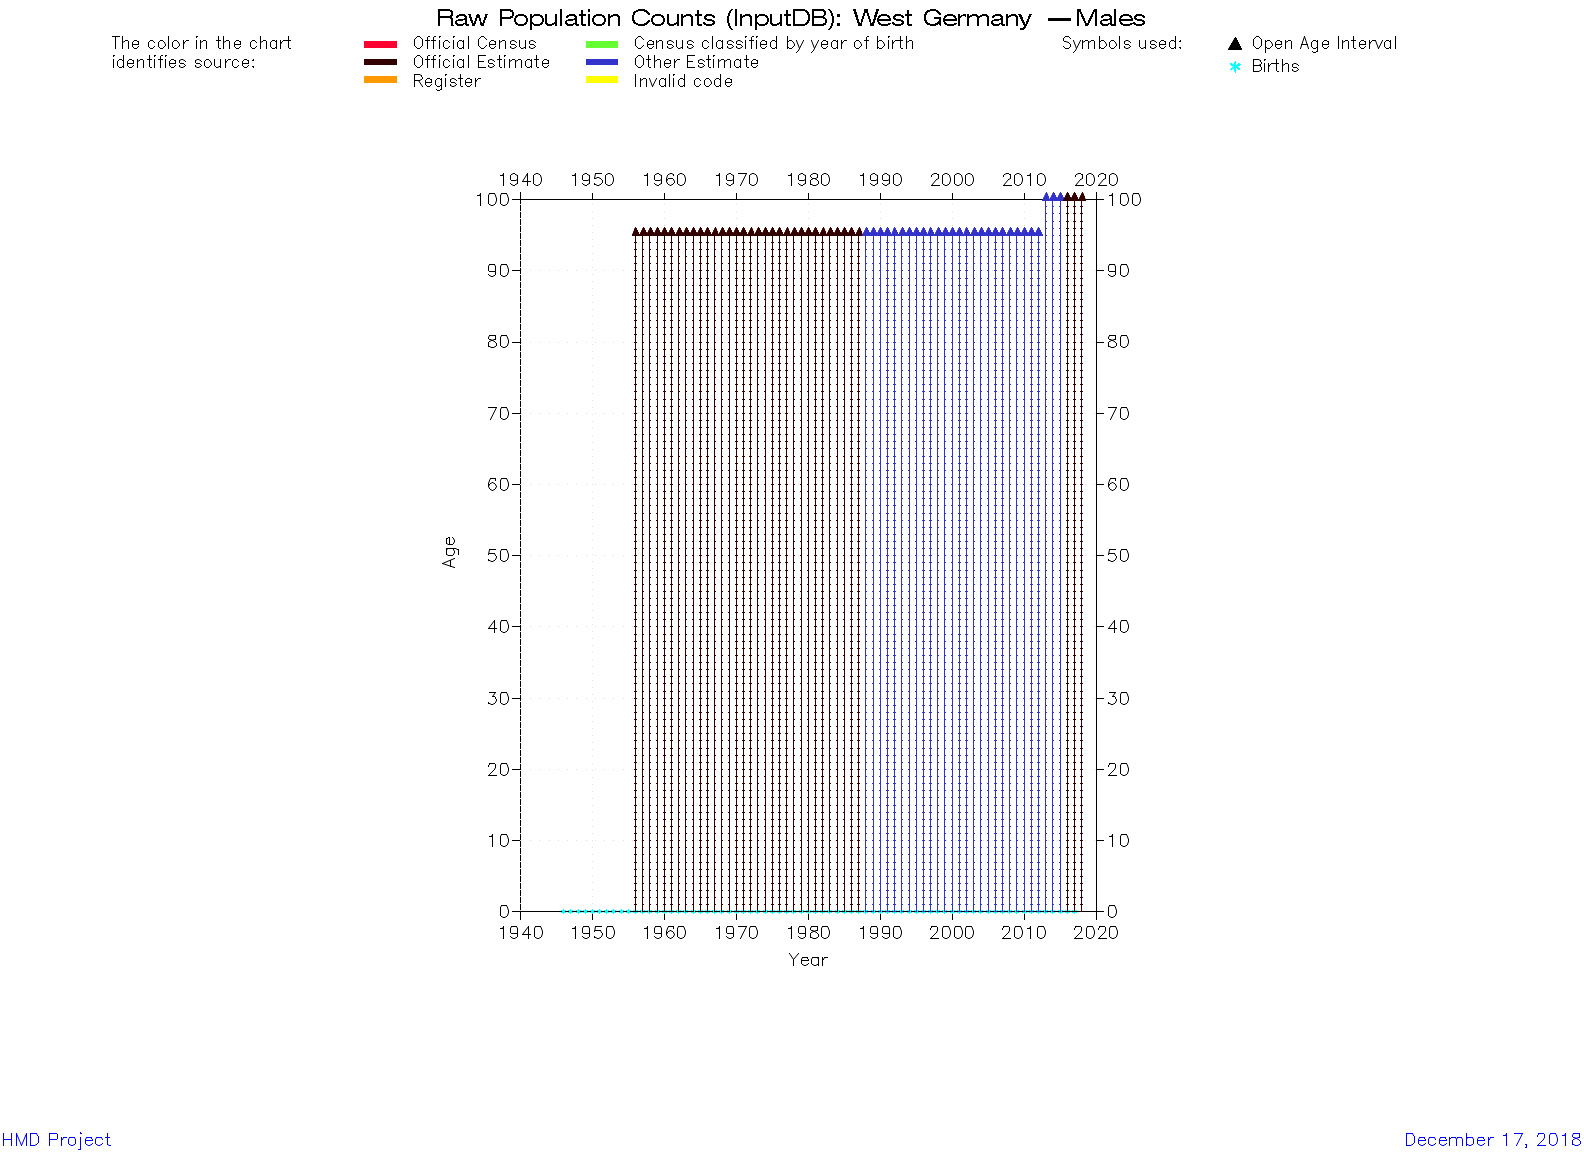 Raw Population Counts (InputDB): West Germany — Males
The color in the chart
identifies source:
Official Census
Official Estimate
Register
Census classified by year of birth
Other Estimate
Invalid code
Symbols used:
Open Age Interval
Births
1940 1950 1960 1970 1980 1990 2000 2010 2020
100 100
90 90
80 80
70 70
60 60
50 50
40 40
30 30
20 20
10 10
0 0
Age
1940 1950 1960 1970 1980 1990 2000 2010 2020
Year
HMD Project
December 17, 2018